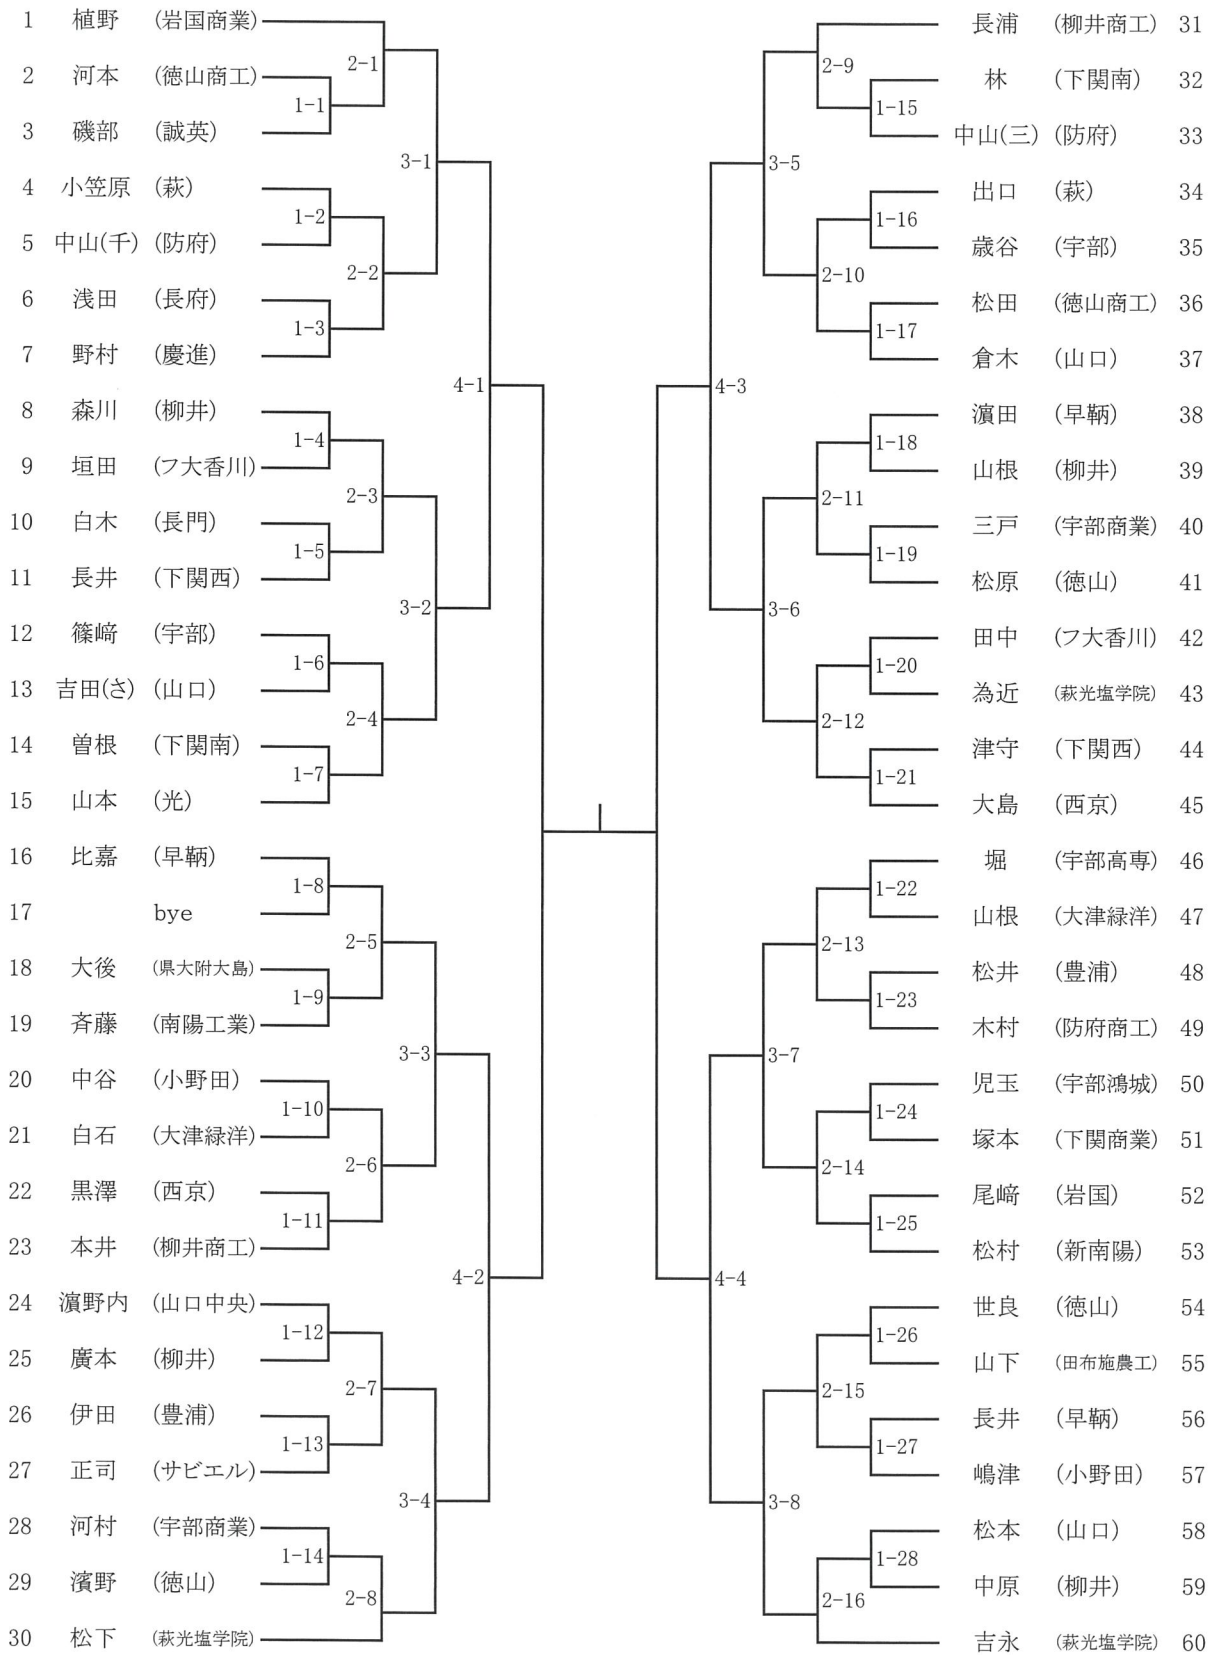 1 植野 (岩国商業)
2 河本 (徳山商工)
3 磯部 (誠英)
4 小笠原 (萩)
5 中山(千) (防府)
6 浅田 (長府)
7 野村 (慶進)
8 森川 (柳井)
9 垣田 (フ大香川)
10 白木 (長門)
11 長井 (下関西)
12 篠﨑 (宇部)
13 吉田(さ) (山口)
14 曽根 (下関南)
15 山本 (光)
16 比嘉 (早鞆)
17 bye
18 大後 (県大附大島)
19 斉藤 (南陽工業)
20 中谷 (小野田)
21 白石 (大津緑洋)
22 黒澤 (西京)
23 本井 (柳井商工)
24 濵野内 (山口中央)
25 廣本 (柳井)
26 伊田 (豊浦)
27 正司 (サビエル)
28 河村 (宇部商業)
29 濱野 (徳山)
30 松下 (萩光塩学院)
1-1
1-2
1-3
1-4
1-5
1-6
1-7
1-8
1-9
1-10
1-11
1-12
1-13
1-14
2-1
2-2
2-3
2-4
2-5
2-6
2-7
2-8
3-1
3-2
3-3
3-4
4-1
4-2
4-3
4-4
3-5
3-6
3-7
3-8
2-9
2-10
2-11
2-12
2-13
2-14
2-15
2-16
1-15
1-16
1-17
1-18
1-19
1-20
1-21
1-22
1-23
1-24
1-25
1-26
1-27
1-28
長浦 (柳井商工) 31
林 (下関南) 32
中山(三) (防府) 33
出口 (萩) 34
歳谷 (宇部) 35
松田 (徳山商工) 36
倉木 (山口) 37
濵田 (早鞆) 38
山根 (柳井) 39
三戸 (宇部商業) 40
松原 (徳山) 41
田中 (フ大香川) 42
為近 (萩光塩学院) 43
津守 (下関西) 44
大島 (西京) 45
堀 (宇部高専) 46
山根 (大津緑洋) 47
松井 (豊浦) 48
木村 (防府商工) 49
児玉 (宇部鴻城) 50
塚本 (下関商業) 51
尾﨑 (岩国) 52
松村 (新南陽) 53
世良 (徳山) 54
山下 (田布施農工) 55
長井 (早鞆) 56
嶋津 (小野田) 57
松本 (山口) 58
中原 (柳井) 59
吉永 (萩光塩学院) 60